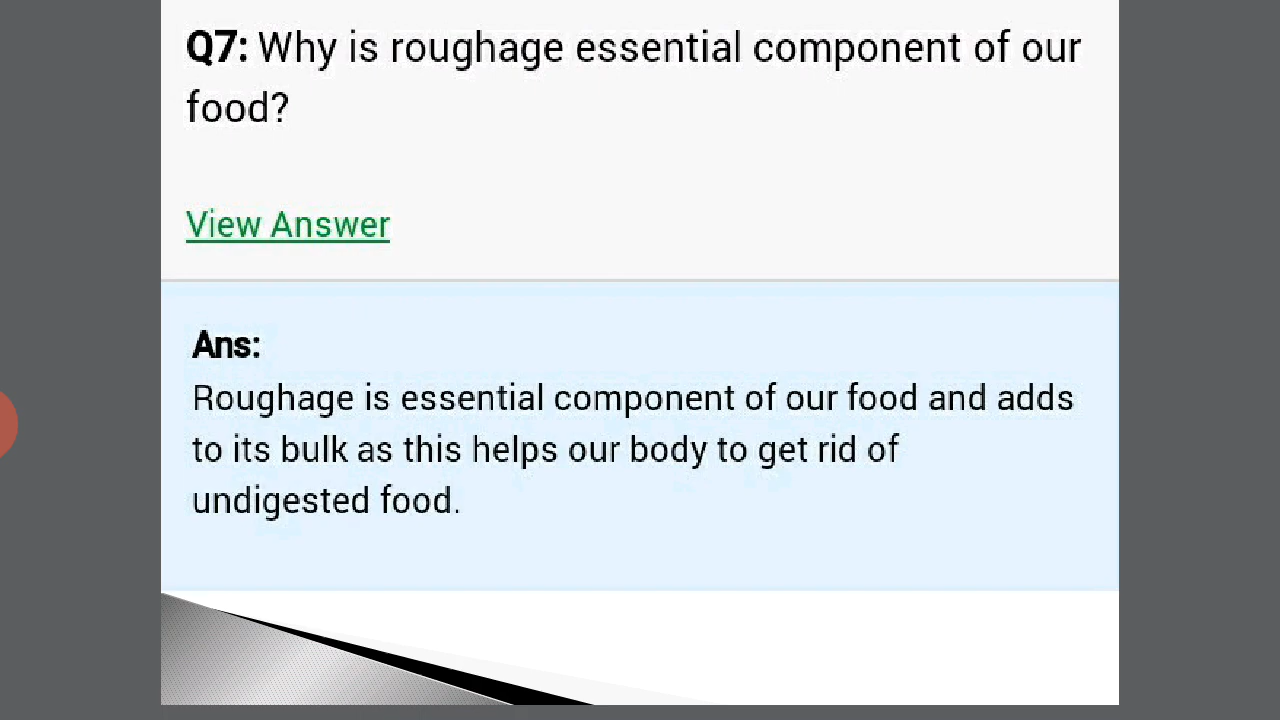 Q7: Why is roughage essential component of our
food?
View Answer
Ans:
Roughage is essential component of our food and adds
to its bulk as this helps our body to get rid of
undigested food.